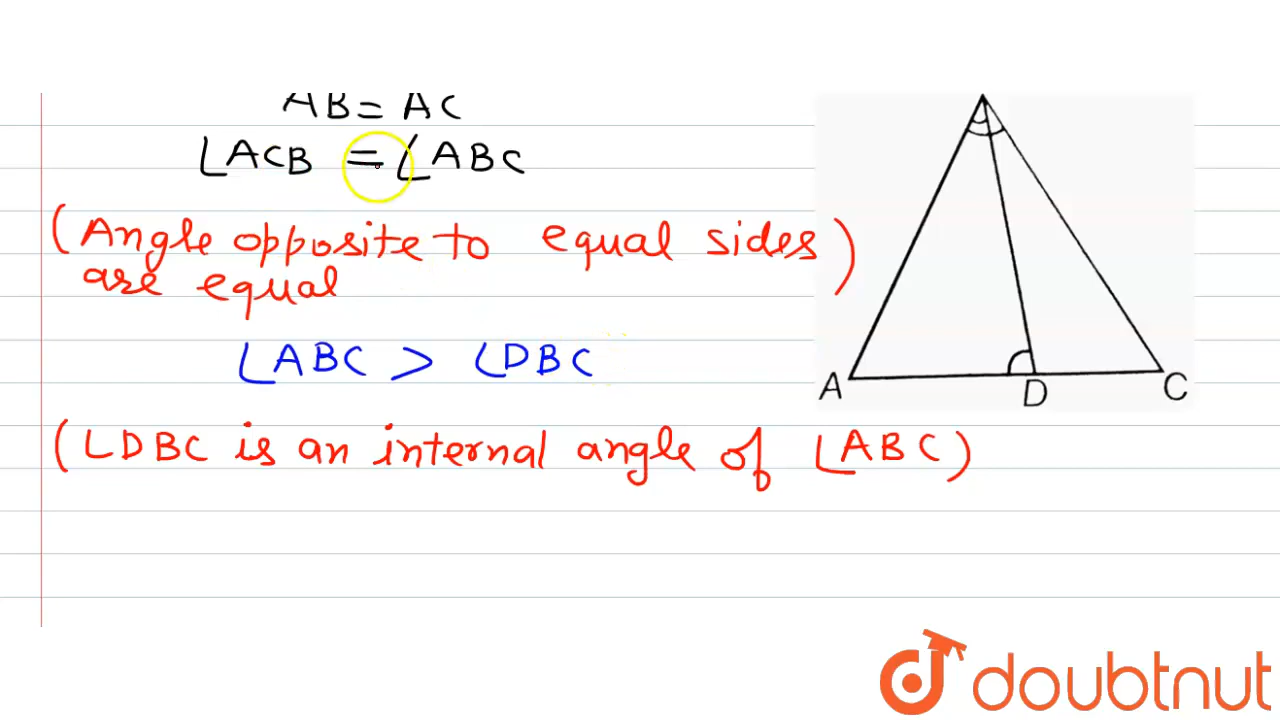 AB = AC
∠ACB = ∠ABC
(Angle opposite to equal sides)
are equal
∠ABC > ∠DBC
(∠DBC is an internal angle of ∠ABC)
A
D
C
doubtnut